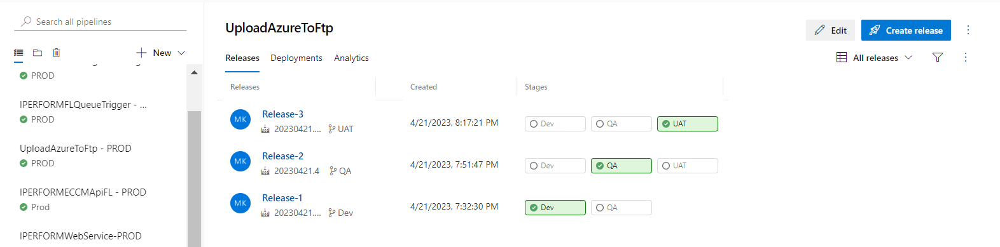 Search all pipelines
New
PROD
IPERFORMFLQueueTrigger - ...
PROD
UploadAzureToFtp - PROD
PROD
IPERFORMECCMApiFL - PROD
Prod
IPERFORMWebService-PROD
UploadAzureToFtp
Edit
Create release
Releases Deployments Analytics
All releases
Releases Created Stages
MK Release-3 4/21/2023, 8:17:21 PM Dev QA UAT
20230421.... UAT
MK Release-2 4/21/2023, 7:51:47 PM Dev QA UAT
20230421.4 QA
MK Release-1 4/21/2023, 7:32:30 PM Dev QA
20230421.... Dev